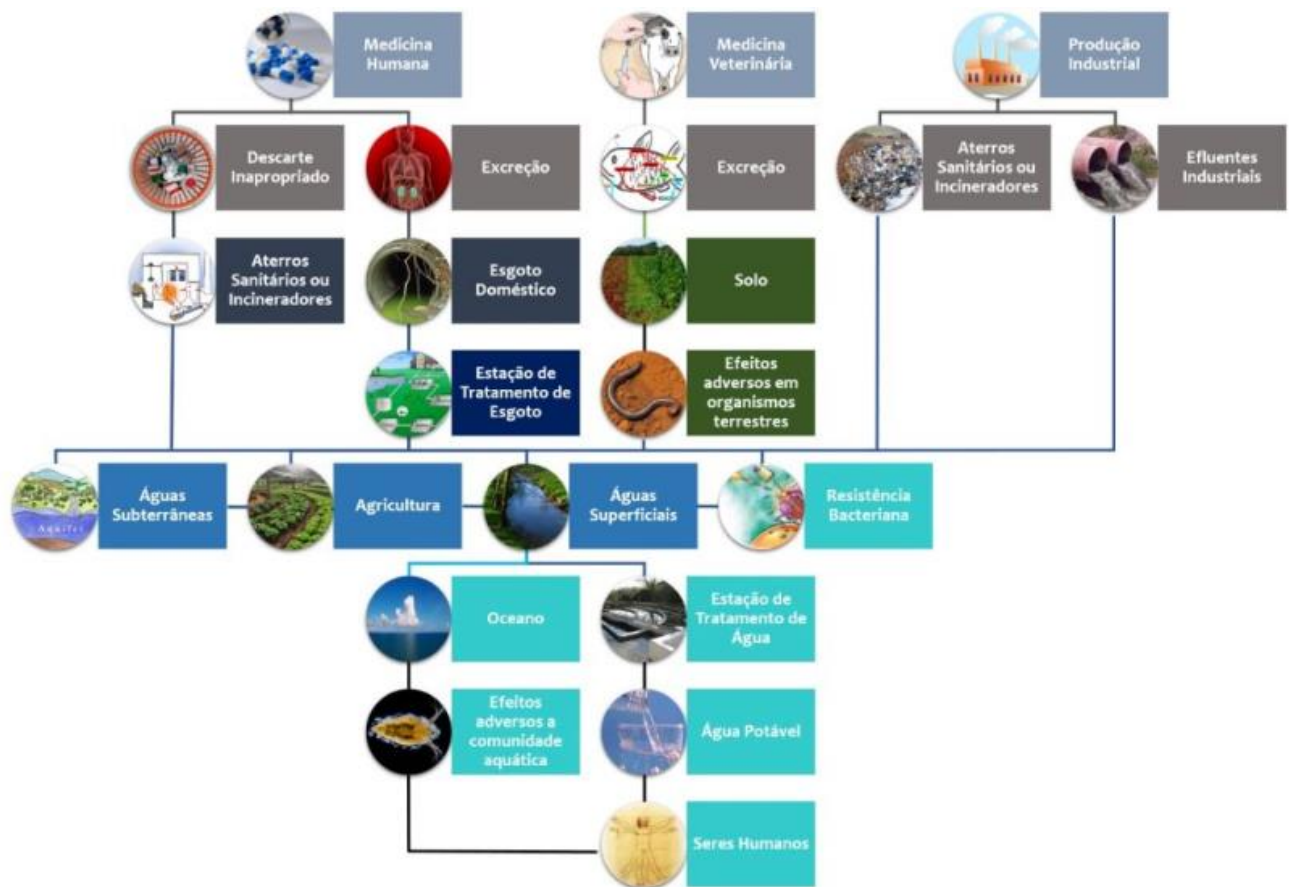 Medicina
Humana
Medicina
Veterinária
Produção
Industrial
Descarte
Inapropriado
Excreção
Excreção
Aterros
Sanitários ou
Incineradores
Efluentes
Industriais
Aterros
Sanitários ou
Incineradores
Esgoto
Doméstico
Solo
Estação de
Tratamento de
Esgoto
Efeitos
adversos em
organismos
terrestres
Águas
Subterrâneas
Agricultura
Águas
Superficiais
Resistência
Bacteriana
Oceano
Estação de
Tratamento de
Água
Efeitos
adversos a
comunidade
aquática
Água Potável
Seres Humanos